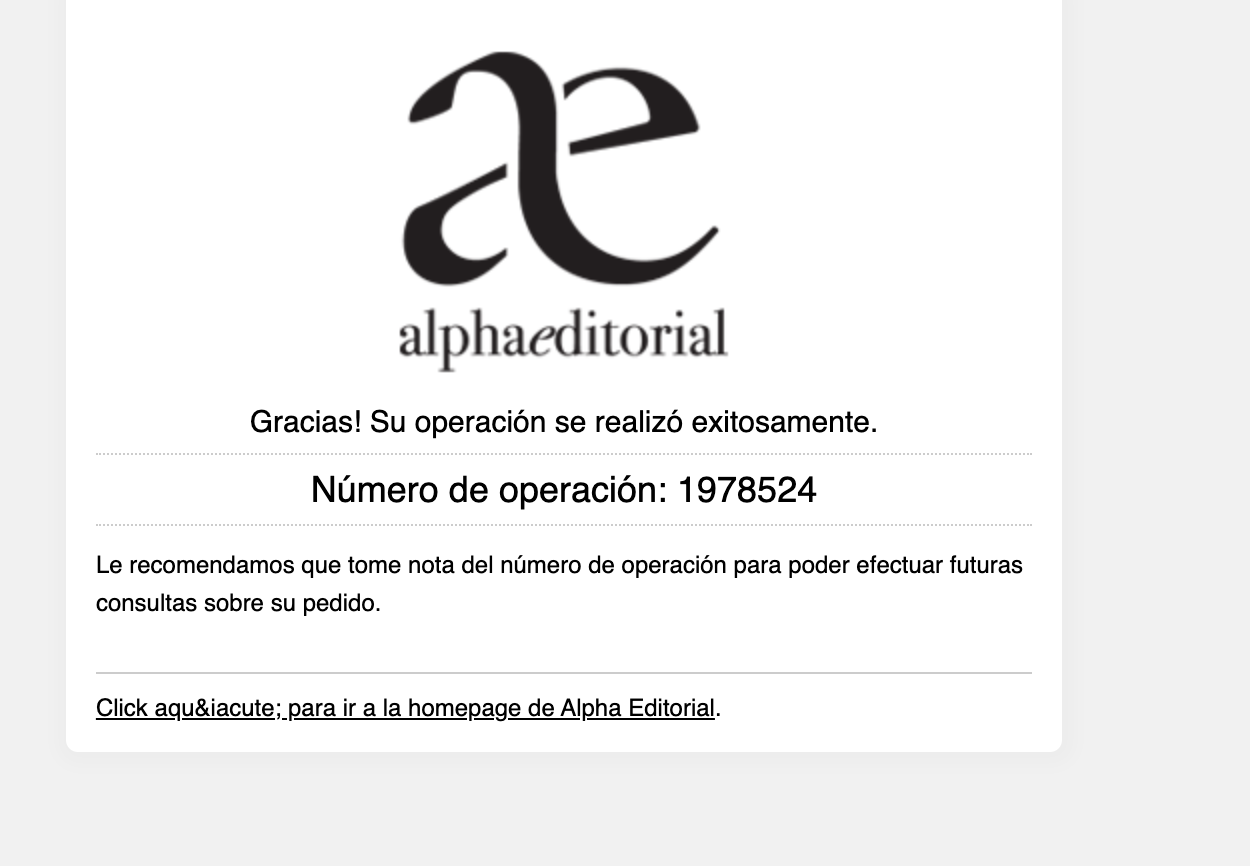 æ
alphaeditorial
Gracias! Su operación se realizó exitosamente.
Número de operación: 1978524
Le recomendamos que tome nota del número de operación para poder efectuar futuras
consultas sobre su pedido.
Click aqu&iacute; para ir a la homepage de Alpha Editorial.